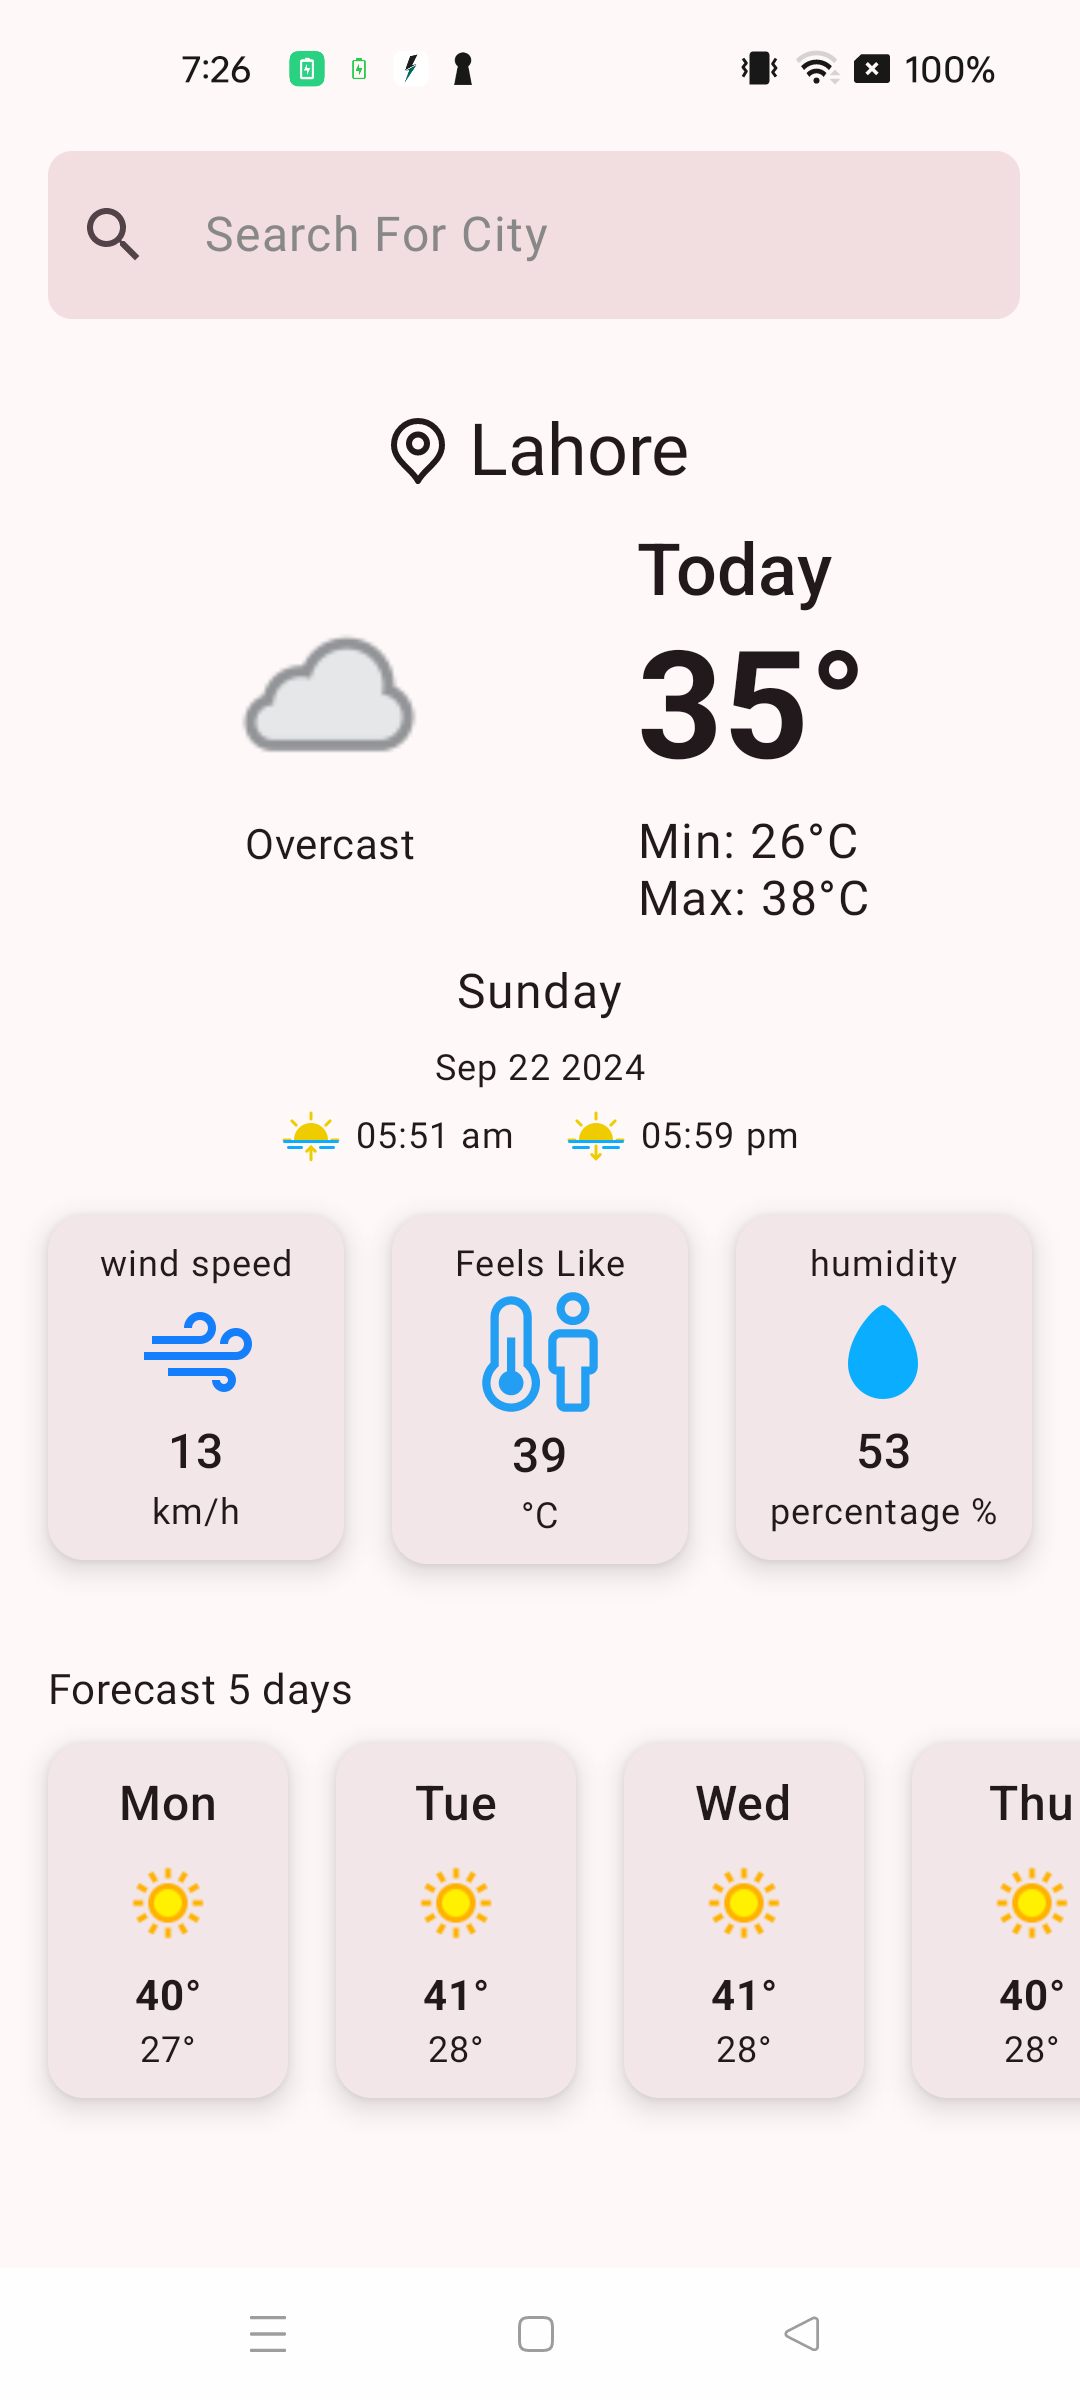 7:26 100%
Search For City
Lahore
Today
35°
Overcast
Min: 26°C
Max: 38°C
Sunday
Sep 22 2024
05:51 am 05:59 pm
wind speed
13
km/h
Feels Like
39
°C
humidity
53
percentage %
Forecast 5 days
Mon
40°
27°
Tue
41°
28°
Wed
41°
28°
Thu
40°
28°